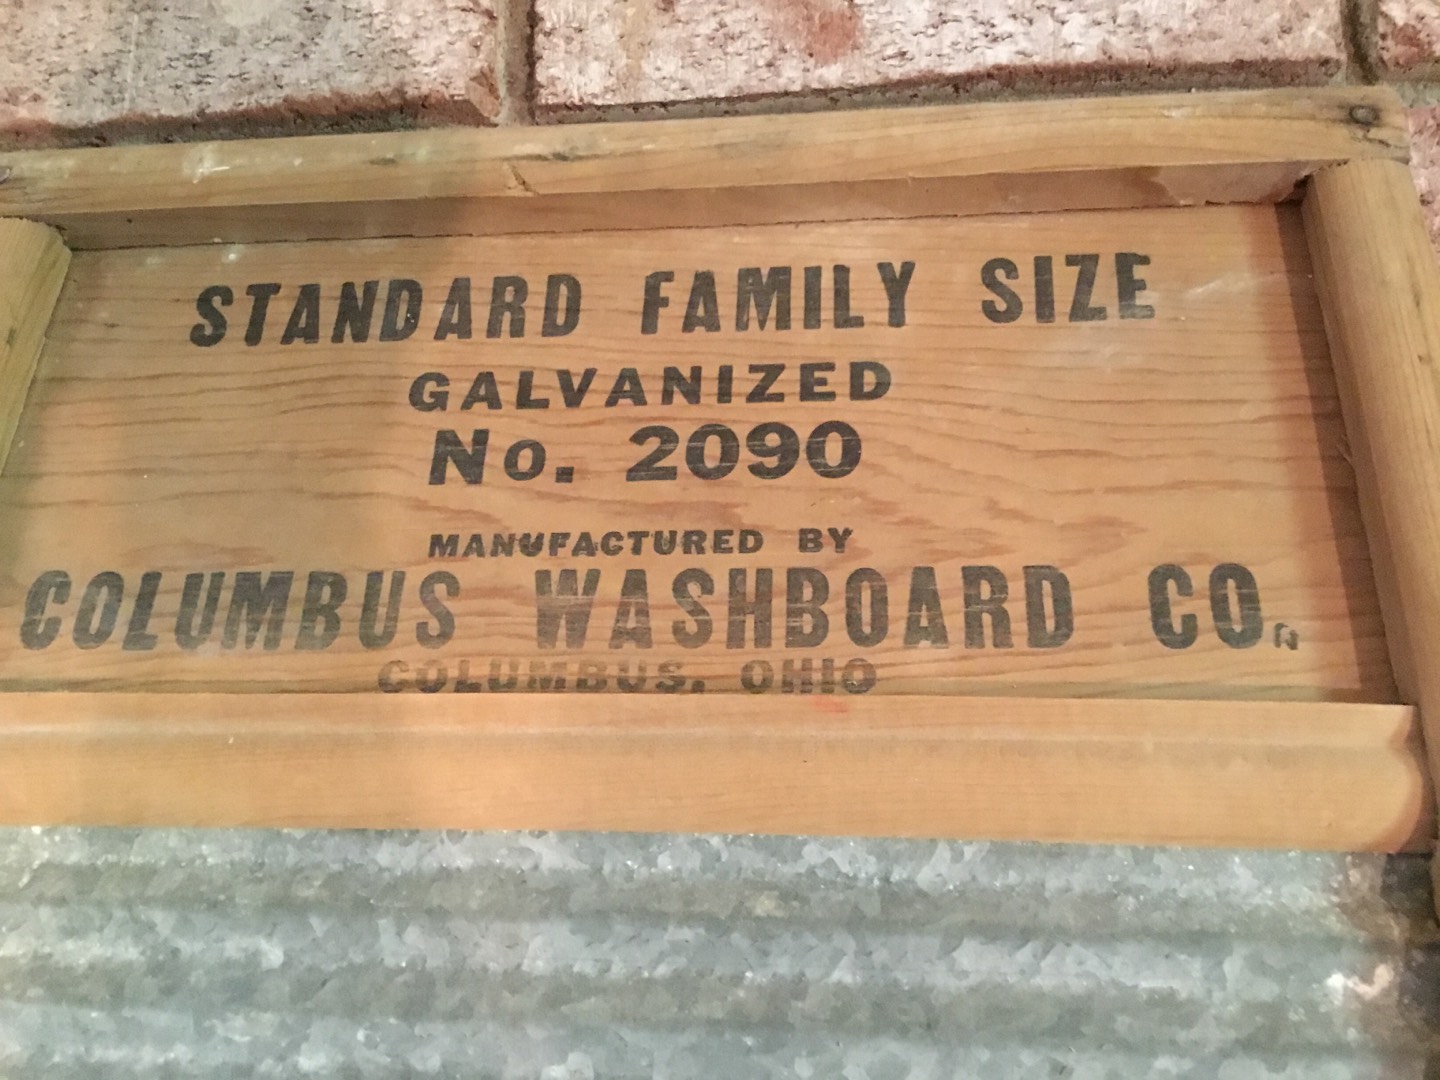 STANDARD FAMILY SIZE
GALVANIZED
No. 2090
MANUFACTURED BY
COLUMBUS WASHBOARD CO.
COLUMBUS, OHIO